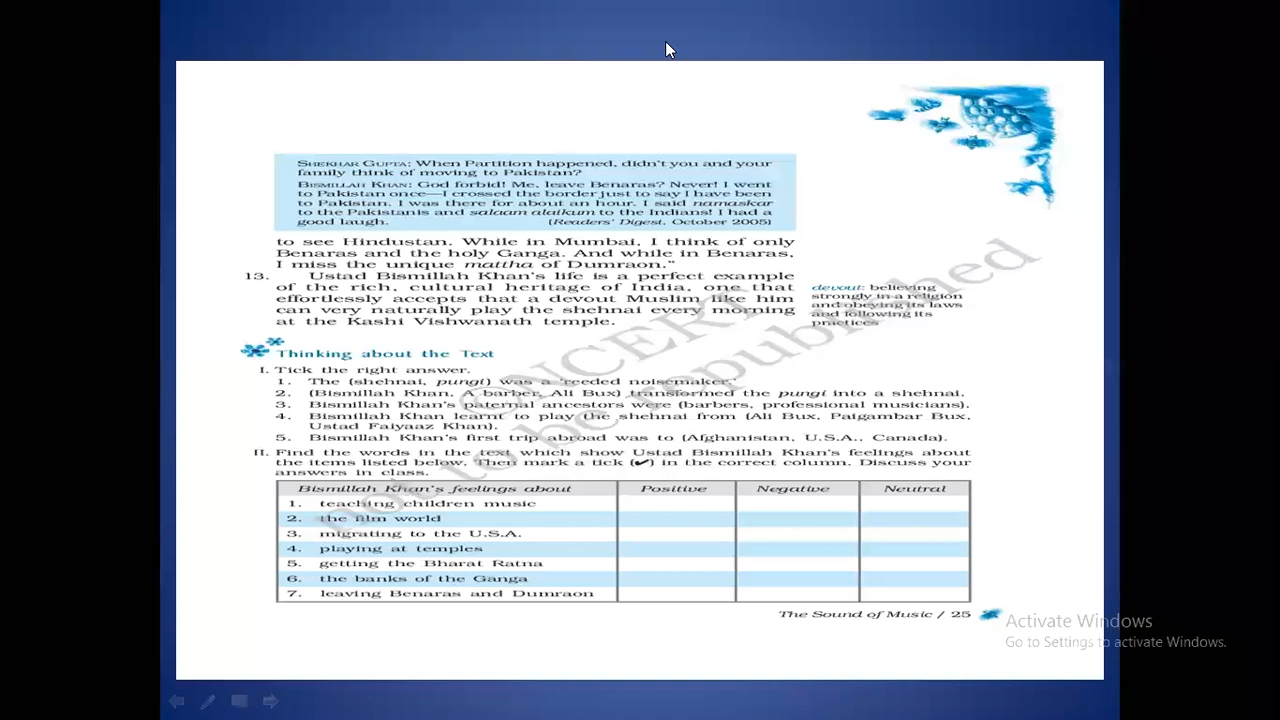 SHEKHAR GUPTA: When Partition happened, didn't you and your
family think of moving to Pakistan?
BISMILLAH KHAN: God forbid! Me, leave Benaras? Never! I went
to Pakistan once—I crossed the border just to say I have been
to Pakistan. I was there for about an hour. I said namaskar
to the Pakistanis and salaam alaikum to the Indians! I had a
good laugh. (Readers' Digest, October 2005)
to see Hindustan. While in Mumbai, I think of only
Benaras and the holy Ganga. And while in Benaras,
I miss the unique mattha of Dumraon."
13. Ustad Bismillah Khan's life is a perfect example
of the rich, cultural heritage of India, one that
effortlessly accepts that a devout Muslim like him
can very naturally play the shehnai every morning
at the Kashi Vishwanath temple.
devout: believing
strongly in a religion
and obeying its laws
and following its
practices
Thinking about the Text
I. Tick the right answer.
1. The (shehnai, pungi) was a 'reeded noisemaker.'
2. (Bismillah Khan, A barber, Ali Bux) transformed the pungi into a shehnai.
3. Bismillah Khan's paternal ancestors were (barbers, professional musicians).
4. Bismillah Khan learnt to play the shehnai from (Ali Bux, Paigambar Bux,
Ustad Faiyaaz Khan).
5. Bismillah Khan's first trip abroad was to (Afghanistan, U.S.A., Canada).
II. Find the words in the text which show Ustad Bismillah Khan's feelings about
the items listed below. Then mark a tick (✔) in the correct column. Discuss your
answers in class.
Bismillah Khan's feelings about Positive Negative Neutral
1. teaching children music
2. the film world
3. migrating to the U.S.A.
4. playing at temples
5. getting the Bharat Ratna
6. the banks of the Ganga
7. leaving Benaras and Dumraon
The Sound of Music / 25
© NCERT
not to be republished
Activate Windows
Go to Settings to activate Windows.